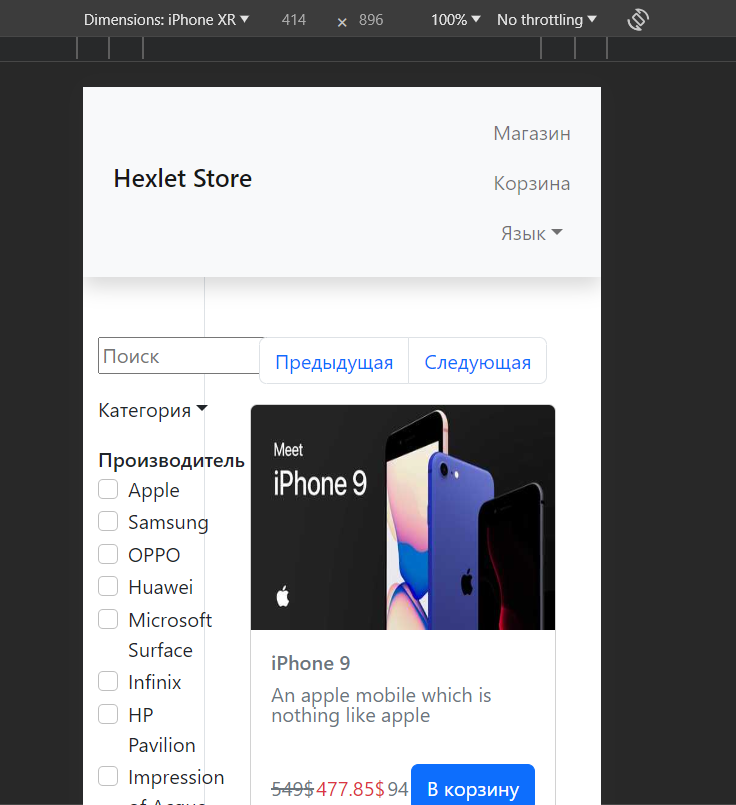 Dimensions: iPhone XR 414 × 896 100% No throttling
Hexlet Store
Магазин
Корзина
Язык
Поиск
Предыдущая Следующая
Категория
Производитель
Apple
Samsung
OPPO
Huawei
Microsoft
Surface
Infinix
HP
Pavilion
Impression
of Acqua
Meet
iPhone 9
iPhone 9
An apple mobile which is
nothing like apple
549$ 477.85$ 94 В корзину